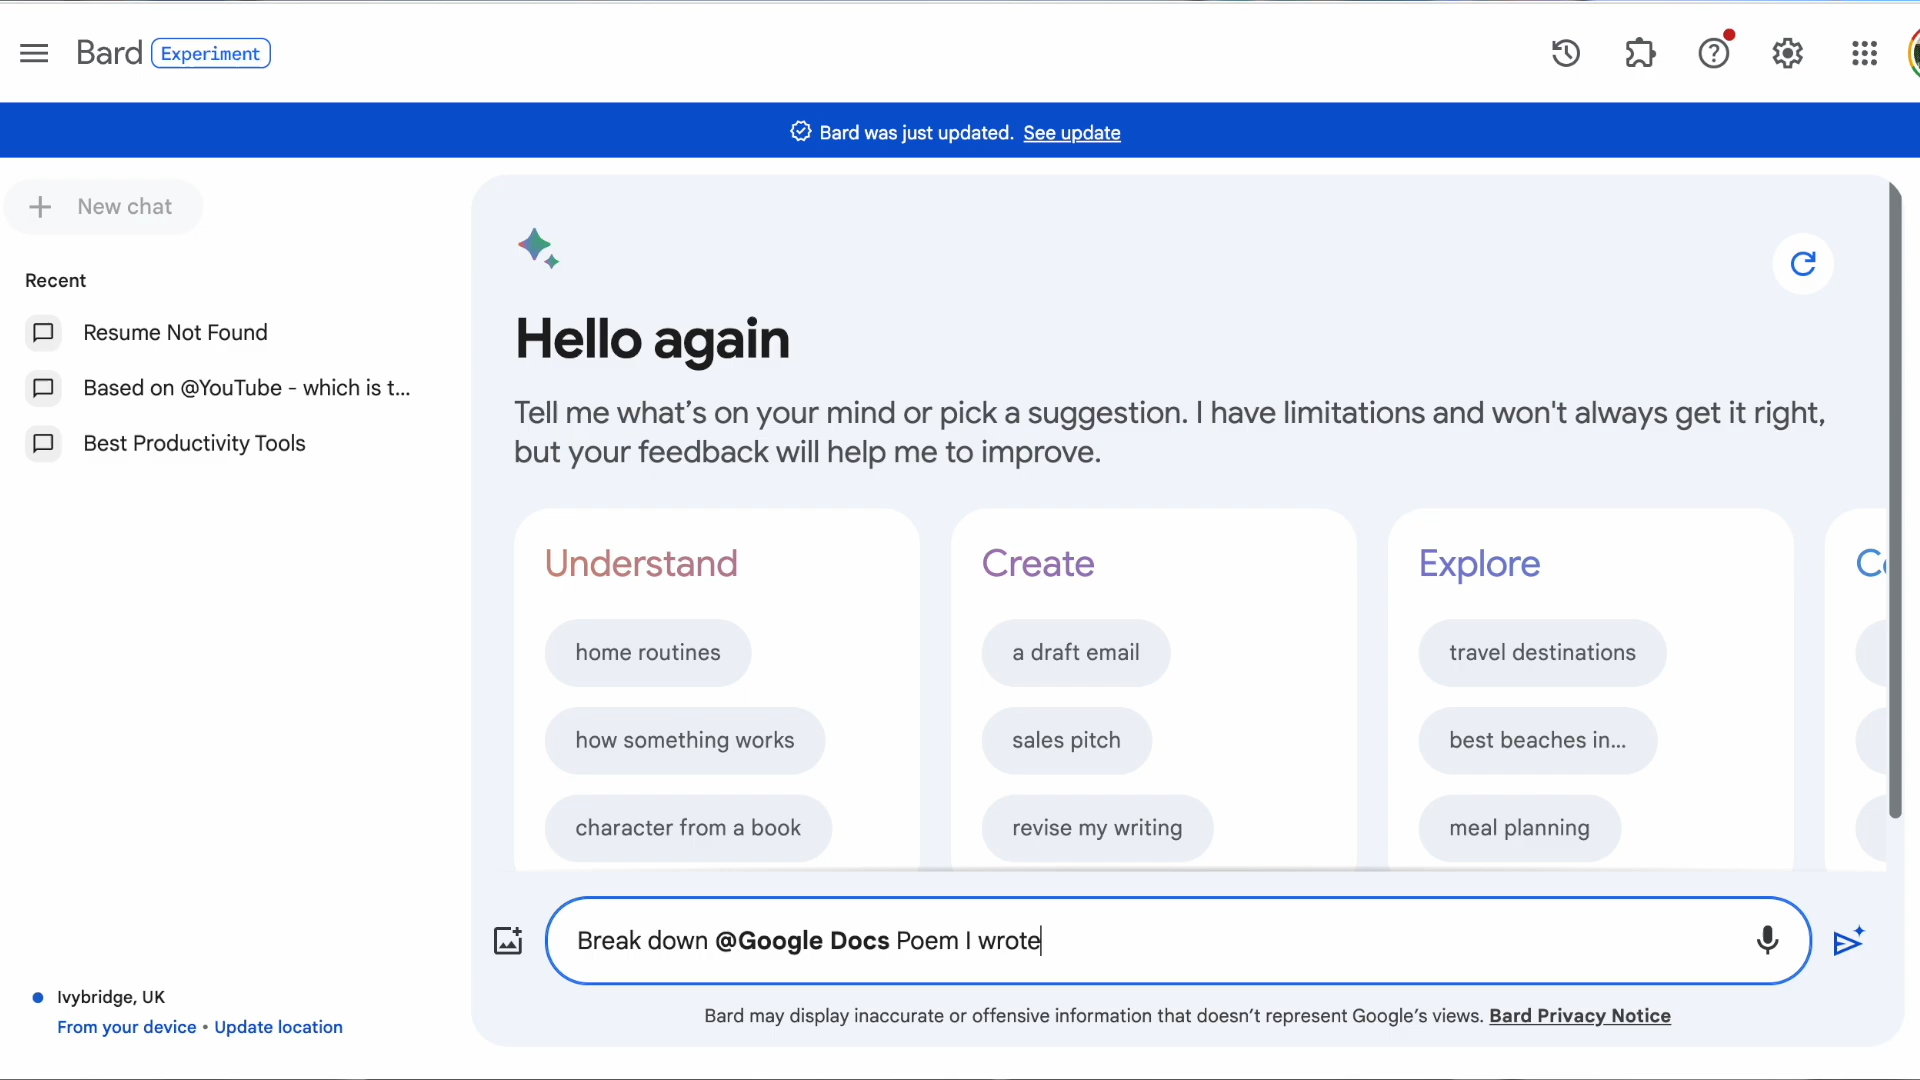 Bard Experiment
Bard was just updated. See update
New chat
Recent
Resume Not Found
Based on @YouTube - which is t...
Best Productivity Tools
Ivybridge, UK
From your device • Update location
Hello again
Tell me what’s on your mind or pick a suggestion. I have limitations and won't always get it right,
but your feedback will help me to improve.
Understand
home routines
how something works
character from a book
Create
a draft email
sales pitch
revise my writing
Explore
travel destinations
best beaches in...
meal planning
Break down @Google Docs Poem I wrote
Bard may display inaccurate or offensive information that doesn’t represent Google’s views. Bard Privacy Notice